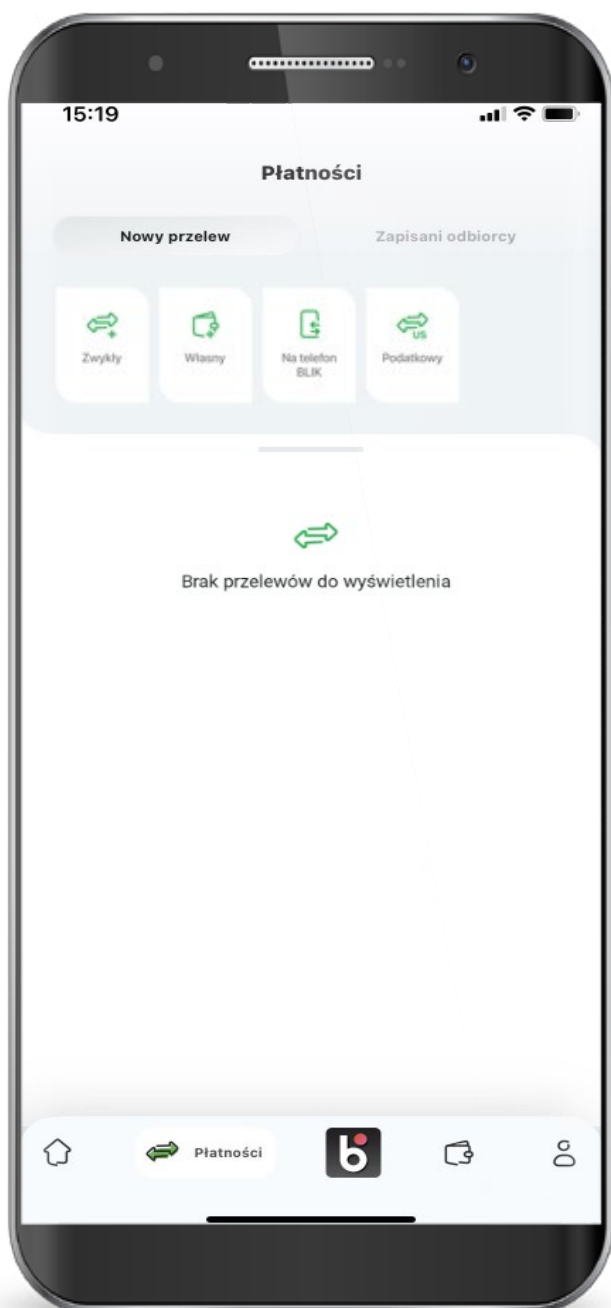 15:19
Płatności
Nowy przelew
Zapisani odbiorcy
Zwykły
Własny
Na telefon
BLIK
US
Podatkowy
Brak przelewów do wyświetlenia
Płatności
b